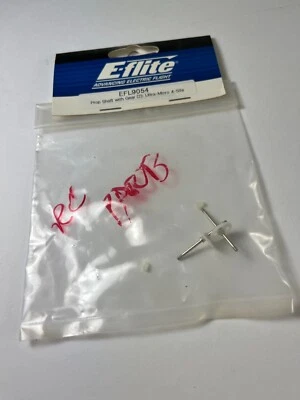 E-flite
ADVANCING ELECTRIC FLIGHT
EFL9054
Prop Shaft with Gear (2): Ultra-Micro 4-Site
RC
PARTS